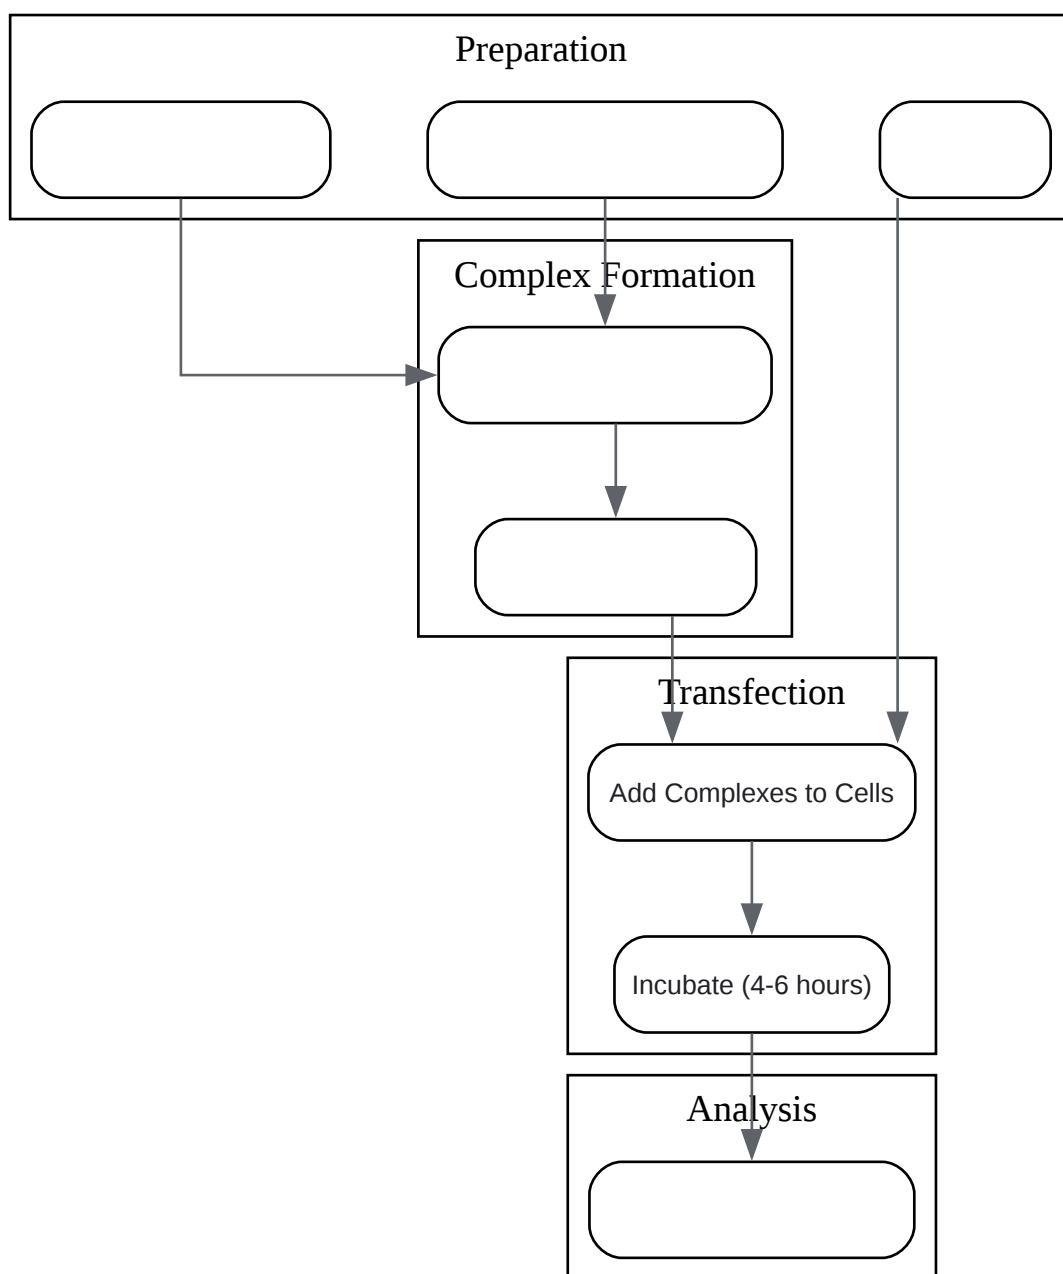 Preparation
Complex Formation
Transfection
Add Complexes to Cells
Incubate (4-6 hours)
Analysis